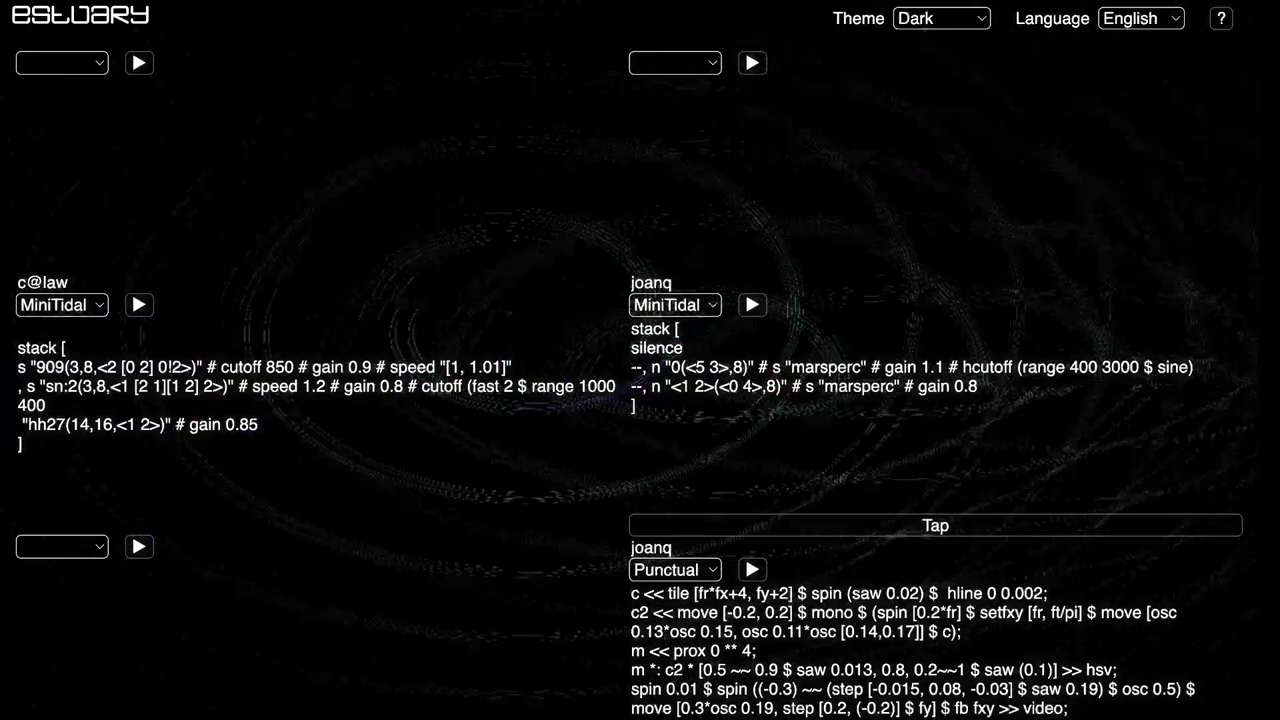 estuary
Theme Dark Language English ?
c@law
MiniTidal
stack [
s "909(3,8,<2 [0 2] 0!2>)" # cutoff 850 # gain 0.9 # speed "[1, 1.01]"
, s "sn:2(3,8,<1 [2 1][1 2] 2>)" # speed 1.2 # gain 0.8 # cutoff (fast 2 $ range 1000
400
"hh27(14,16,<1 2>)" # gain 0.85
]
joanq
MiniTidal
stack [
silence
--, n "0(<5 3>,8)" # s "marsperc" # gain 1.1 # hcutoff (range 400 3000 $ sine)
--, n "<1 2>(<0 4>,8)" # s "marsperc" # gain 0.8
]
Tap
joanq
Punctual
c << tile [fr*fx+4, fy+2] $ spin (saw 0.02) $ hline 0 0.002;
c2 << move [-0.2, 0.2] $ mono $ (spin [0.2*fr] $ setfxy [fr, ft/pi] $ move [osc
0.13*osc 0.15, osc 0.11*osc [0.14,0.17]] $ c);
m << prox 0 ** 4;
m *: c2 * [0.5 ~~ 0.9 $ saw 0.013, 0.8, 0.2~~1 $ saw (0.1)] >> hsv;
spin 0.01 $ spin ((-0.3) ~~ (step [-0.015, 0.08, -0.03] $ saw 0.19) $ osc 0.5) $
move [0.3*osc 0.19, step [0.2, (-0.2)] $ fy] $ fb fxy >> video;